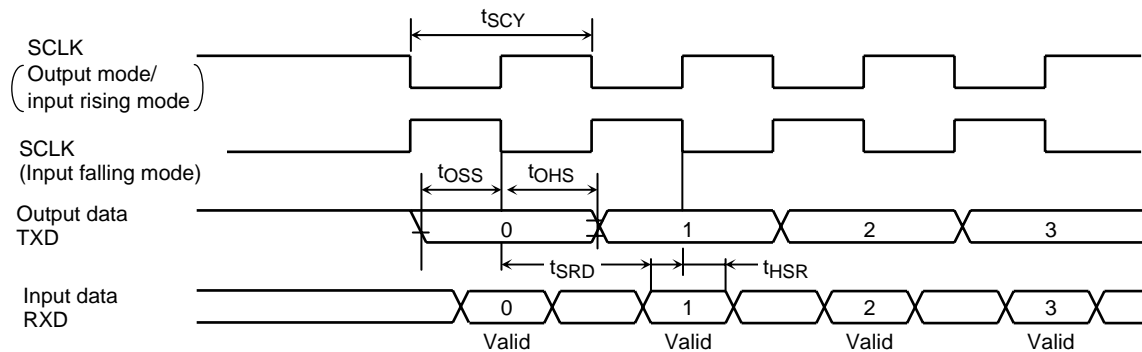 tSCY
SCLK
Output mode/
input rising mode
SCLK
(Input falling mode)
tOSS tOHS
Output data
TXD
0 1 2 3
tSRD tHSR
Input data
RXD
0 1 2 3
Valid Valid Valid Valid